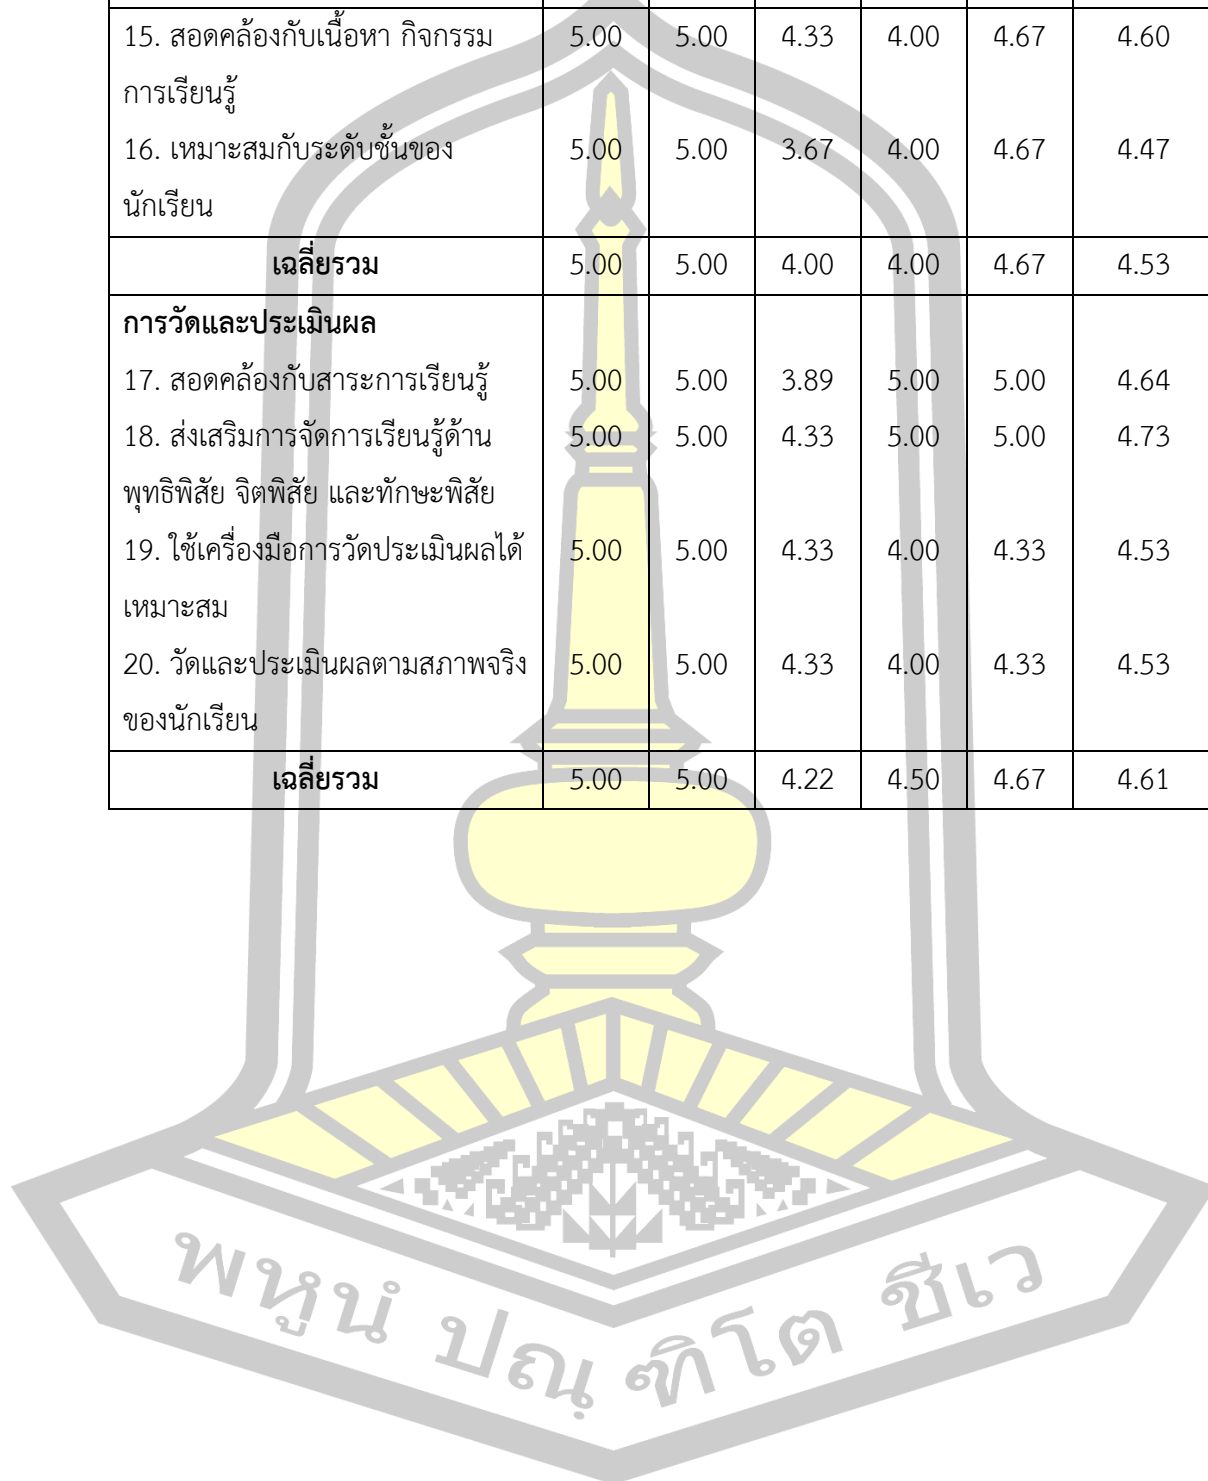 15. สอดคล้องกับเนื้อหา กิจกรรม 5.00 5.00 4.33 4.00 4.67 4.60
การเรียนรู้
16. เหมาะสมกับระดับชั้นของ 5.00 5.00 3.67 4.00 4.67 4.47
นักเรียน
เฉลี่ยรวม 5.00 5.00 4.00 4.00 4.67 4.53
การวัดและประเมินผล
17. สอดคล้องกับสาระการเรียนรู้ 5.00 5.00 3.89 5.00 5.00 4.64
18. ส่งเสริมการจัดการเรียนรู้ด้าน 5.00 5.00 4.33 5.00 5.00 4.73
พุทธิพิสัย จิตพิสัย และทักษะพิสัย
19. ใช้เครื่องมือการวัดประเมินผลได้ 5.00 5.00 4.33 4.00 4.33 4.53
เหมาะสม
20. วัดและประเมินผลตามสภาพจริง 5.00 5.00 4.33 4.00 4.33 4.53
ของนักเรียน
เฉลี่ยรวม 5.00 5.00 4.22 4.50 4.67 4.61
พหูนํ ปณฺฑิโต ชีเว